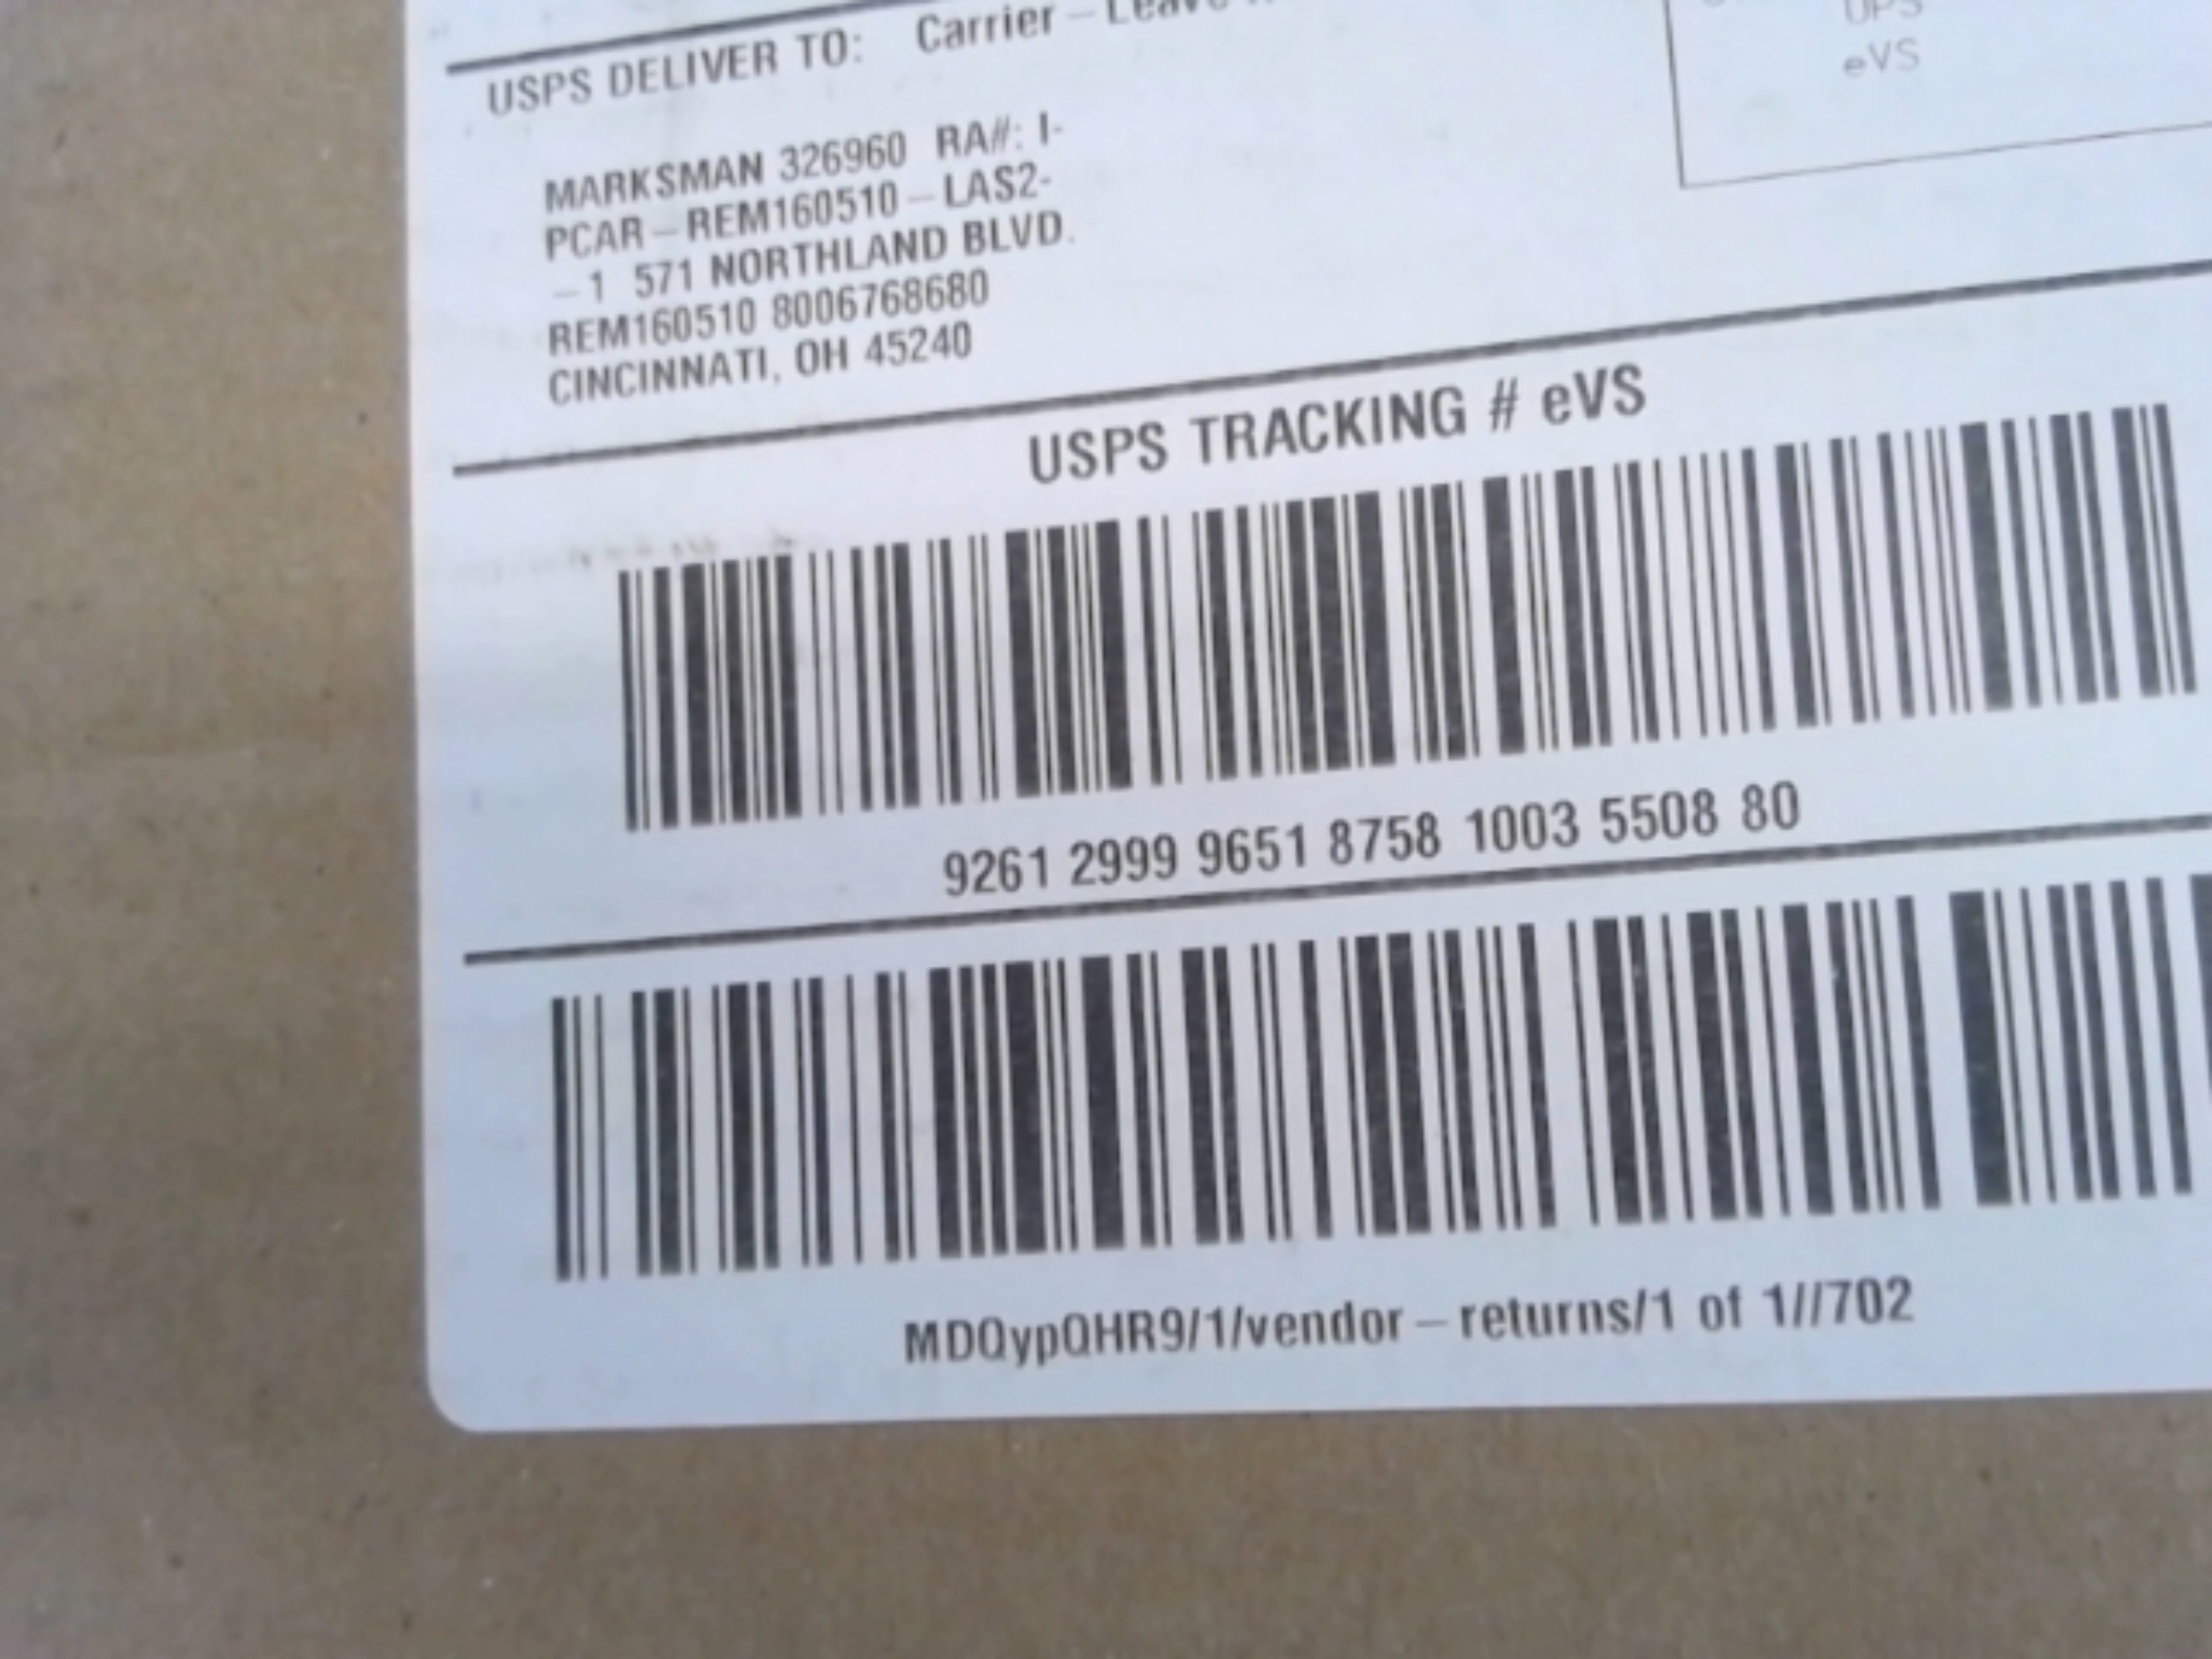 USPS DELIVER TO: Carrier – Leave
UPS
eVS
MARKSMAN 326960 RA#: I-
PCAR – REM160510 – LAS2-
– 1 571 NORTHLAND BLVD.
REM160510 8006768680
CINCINNATI, OH 45240
USPS TRACKING # eVS
9261 2999 9651 8758 1003 5508 80
MDQypQHR9/1/vendor – returns/1 of 1//702